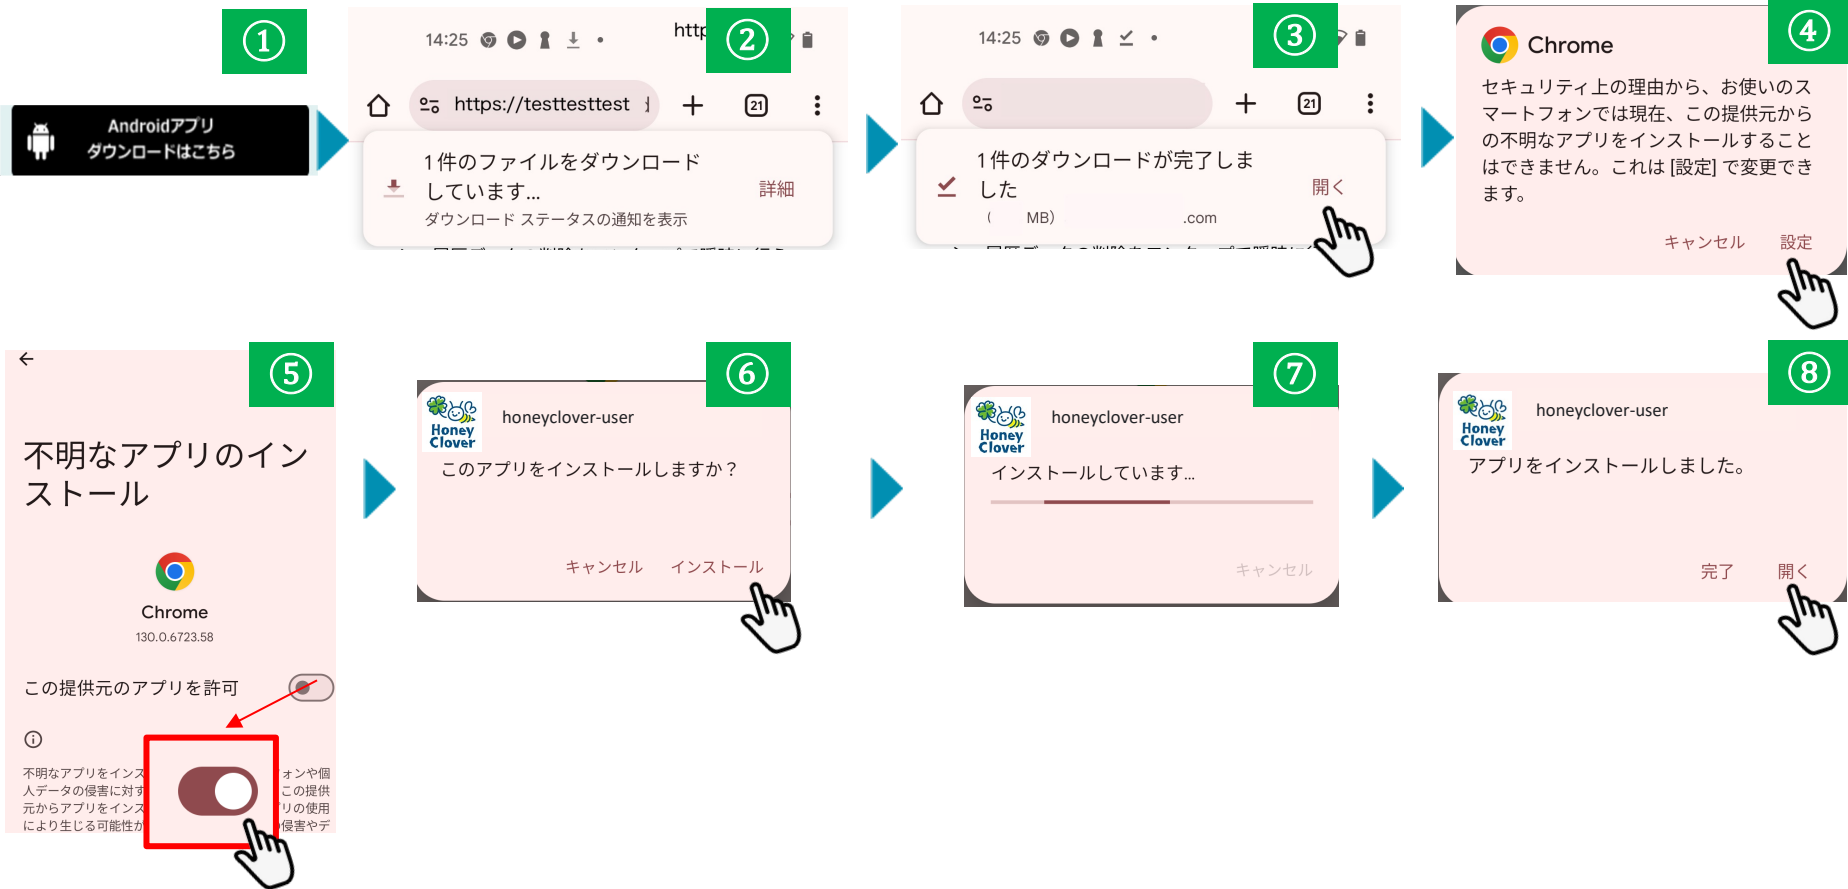 ①
Androidアプリ
ダウンロードはこちら
②
14:25
http
https://testtesttest
21
1件のファイルをダウンロード
しています...
詳細
ダウンロード ステータスの通知を表示
③
14:25
21
1件のダウンロードが完了しま
した
開く
( MB) .com
④
Chrome
セキュリティ上の理由から、お使いのス
マートフォンでは現在、この提供元から
の不明なアプリをインストールすること
はできません。これは [設定] で変更でき
ます。
キャンセル 設定
⑤
不明なアプリのイン
ストール
Chrome
130.0.6723.58
この提供元のアプリを許可
不明なアプリをインス ォンや個
人データの侵害に対す この提供
元からアプリをインス リの使用
により生じる可能性が 侵害やデ
⑥
Honey
Clover
honeyclover-user
このアプリをインストールしますか？
キャンセル インストール
⑦
Honey
Clover
honeyclover-user
インストールしています...
キャンセル
⑧
Honey
Clover
honeyclover-user
アプリをインストールしました。
完了 開く